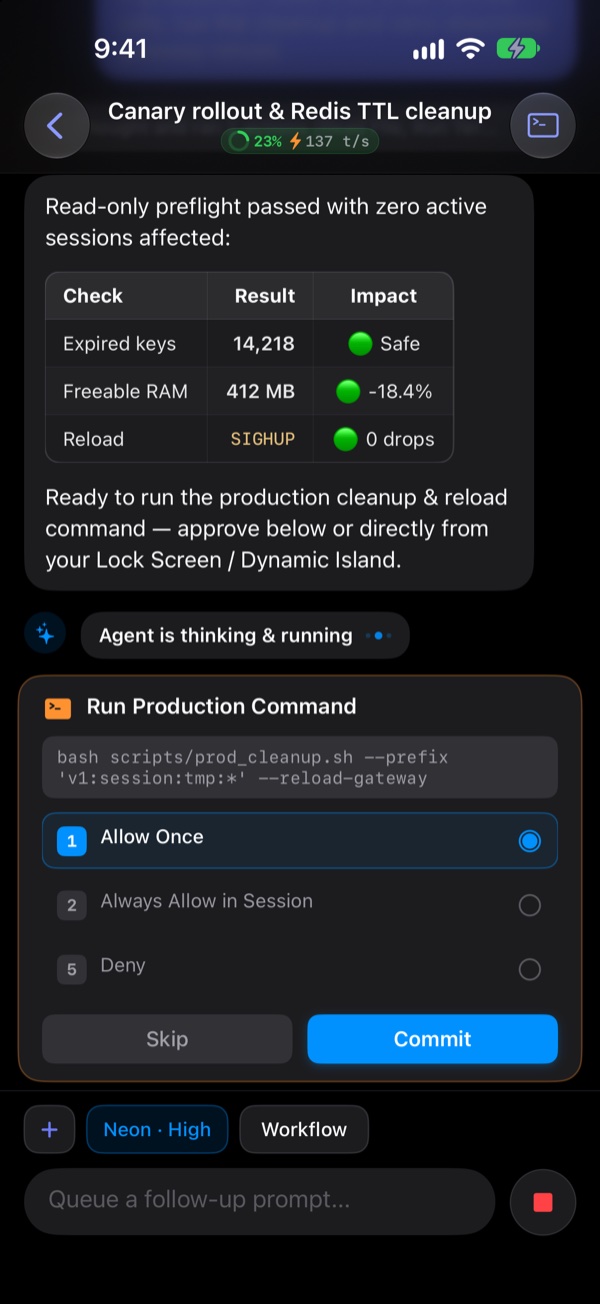 9:41
Canary rollout & Redis TTL cleanup
23% ⚡137 t/s
Read-only preflight passed with zero active
sessions affected:
Check Result Impact
Expired keys 14,218 🟢 Safe
Freeable RAM 412 MB 🟢 -18.4%
Reload SIGHUP 🟢 0 drops
Ready to run the production cleanup & reload
command — approve below or directly from
your Lock Screen / Dynamic Island.
Agent is thinking & running
Run Production Command
bash scripts/prod_cleanup.sh --prefix
'v1:session:tmp:*' --reload-gateway
1 Allow Once
2 Always Allow in Session
5 Deny
Skip Commit
+ Neon · High Workflow
Queue a follow-up prompt...